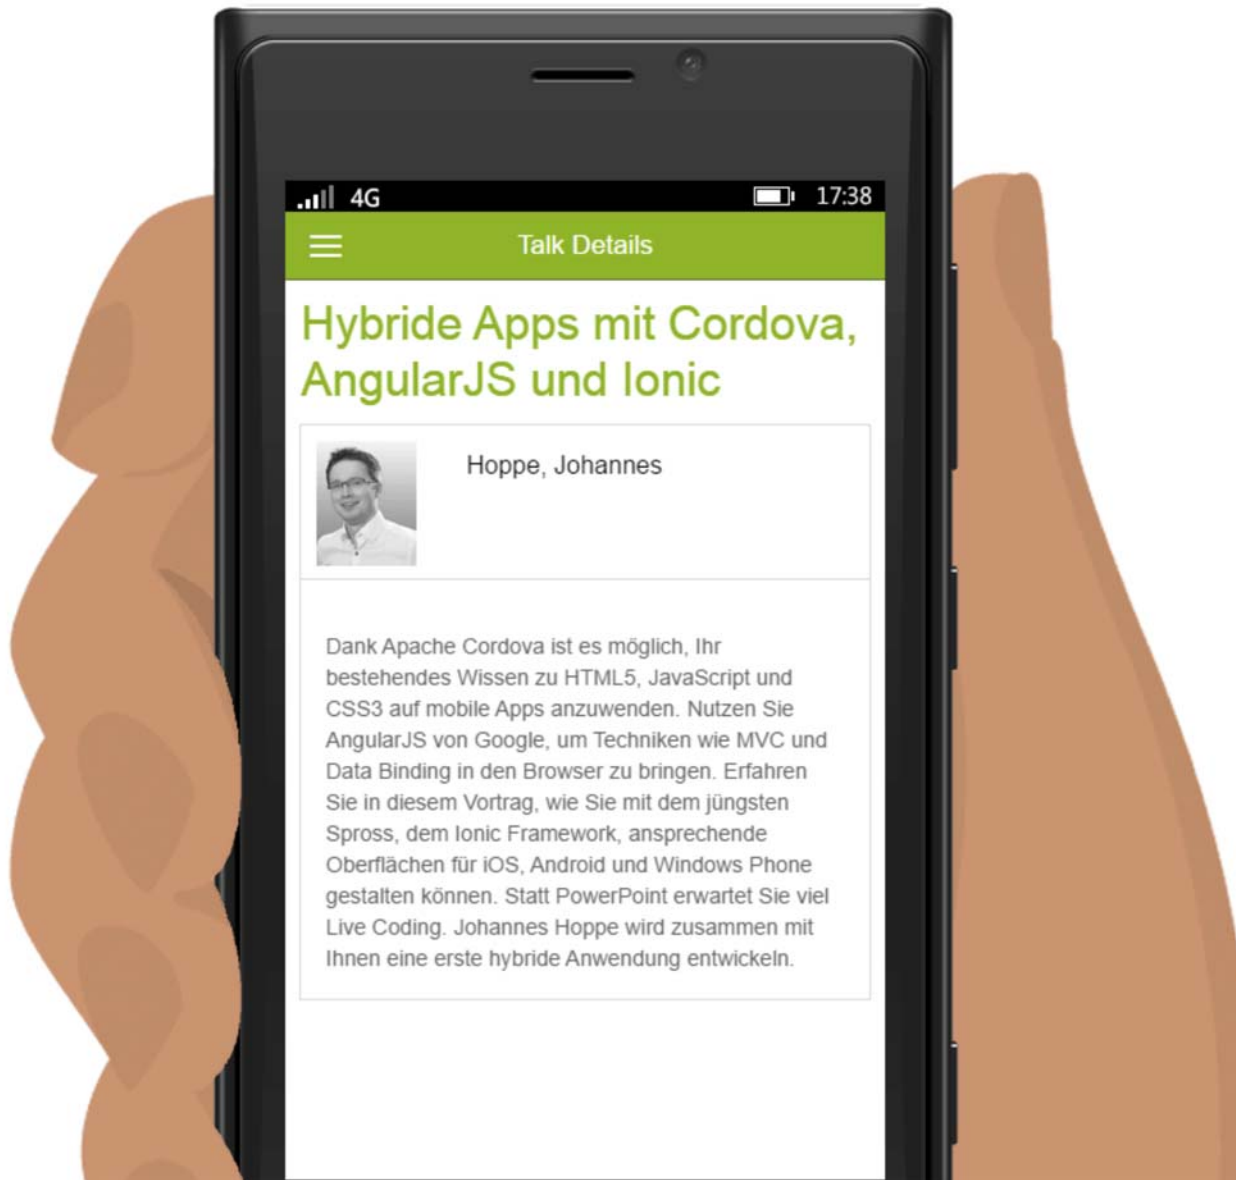 4G 17:38
Talk Details
Hybride Apps mit Cordova,
AngularJS und Ionic
Hoppe, Johannes
Dank Apache Cordova ist es möglich, Ihr
bestehendes Wissen zu HTML5, JavaScript und
CSS3 auf mobile Apps anzuwenden. Nutzen Sie
AngularJS von Google, um Techniken wie MVC und
Data Binding in den Browser zu bringen. Erfahren
Sie in diesem Vortrag, wie Sie mit dem jüngsten
Spross, dem Ionic Framework, ansprechende
Oberflächen für iOS, Android und Windows Phone
gestalten können. Statt PowerPoint erwartet Sie viel
Live Coding. Johannes Hoppe wird zusammen mit
Ihnen eine erste hybride Anwendung entwickeln.